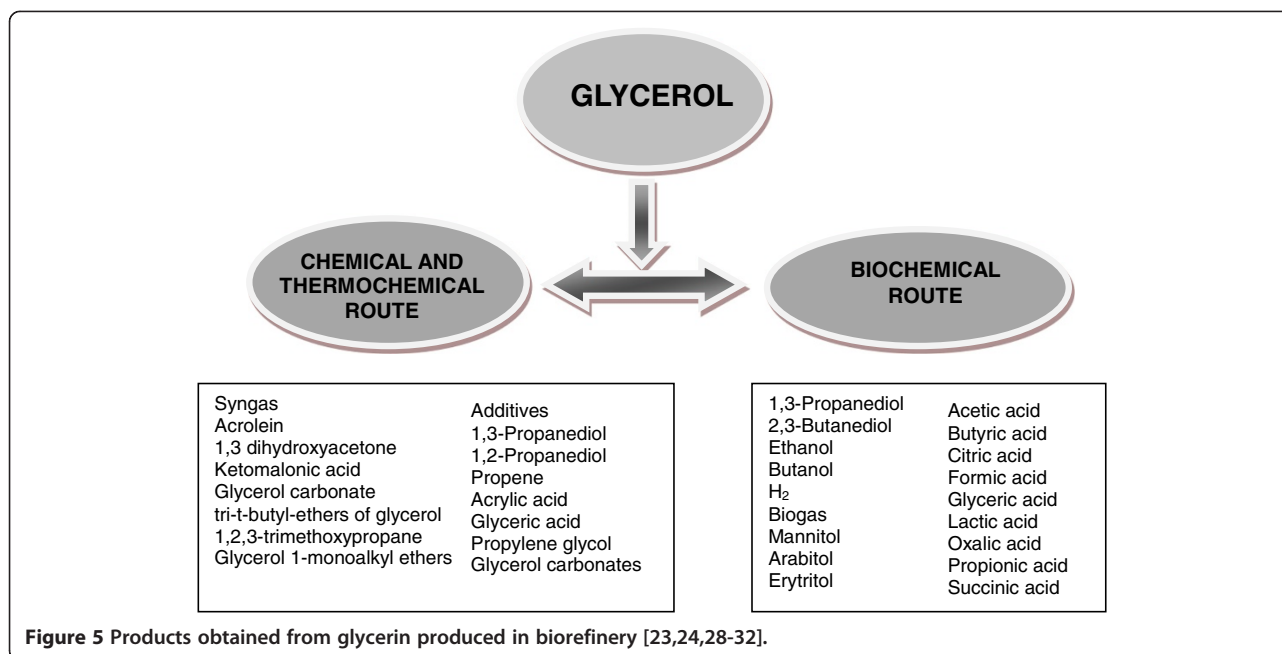 GLYCEROL
CHEMICAL AND
THERMOCHEMICAL
ROUTE
BIOCHEMICAL
ROUTE
Syngas
Acrolein
1,3 dihydroxyacetone
Ketomalonic acid
Glycerol carbonate
tri-t-butyl-ethers of glycerol
1,2,3-trimethoxypropane
Glycerol 1-monoalkyl ethers
Additives
1,3-Propanediol
1,2-Propanediol
Propene
Acrylic acid
Glyceric acid
Propylene glycol
Glycerol carbonates
1,3-Propanediol
2,3-Butanediol
Ethanol
Butanol
H₂
Biogas
Mannitol
Arabitol
Erytritol
Acetic acid
Butyric acid
Citric acid
Formic acid
Glyceric acid
Lactic acid
Oxalic acid
Propionic acid
Succinic acid
Figure 5 Products obtained from glycerin produced in biorefinery [23,24,28-32].